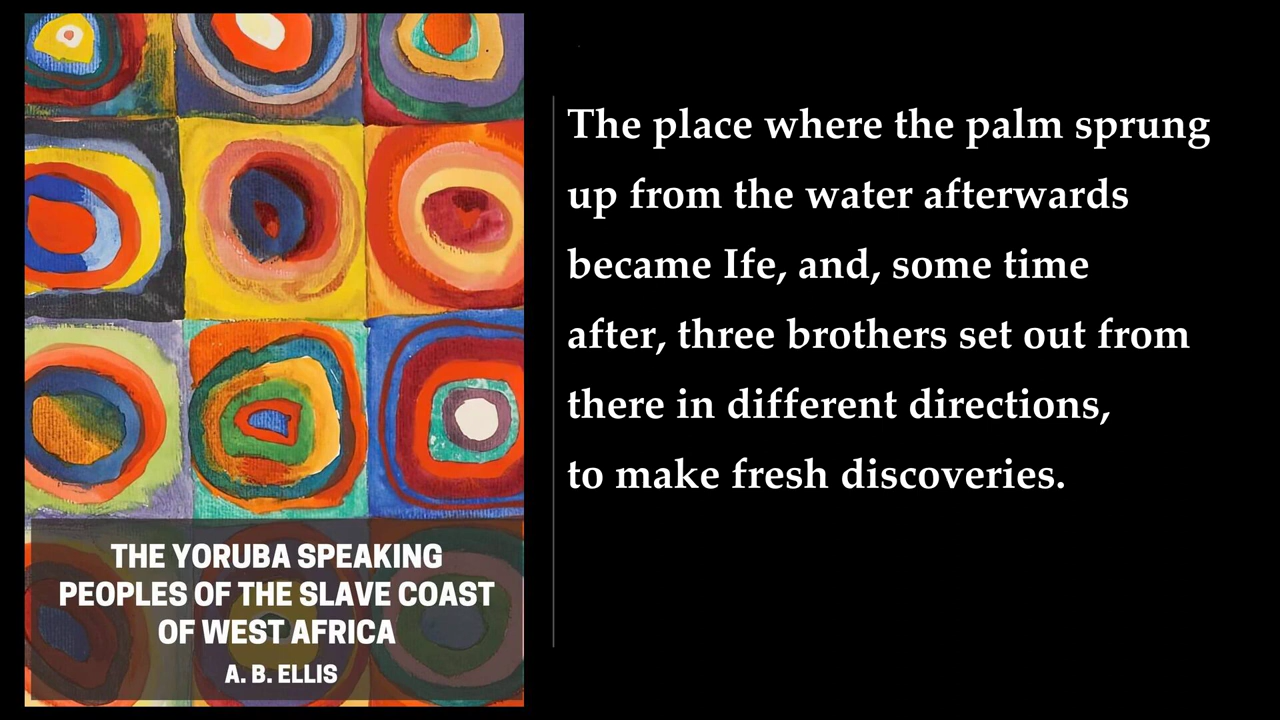 The place where the palm sprung
up from the water afterwards
became Ife, and, some time
after, three brothers set out from
there in different directions,
to make fresh discoveries.
THE YORUBA SPEAKING
PEOPLES OF THE SLAVE COAST
OF WEST AFRICA
A. B. ELLIS